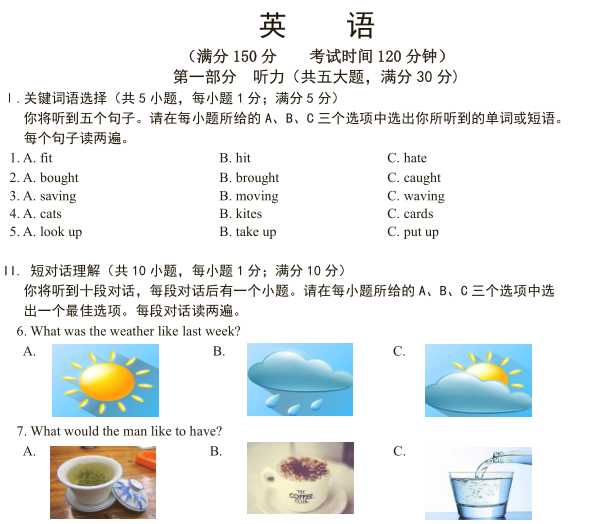 英 语
(满分 150 分 考试时间 120 分钟)
第一部分 听力(共五大题，满分 30 分)
Ⅰ.关键词语选择(共 5 小题，每小题 1 分；满分 5 分)
你将听到五个句子。请在每小题所给的 A、B、C 三个选项中选出你所听到的单词或短语。
每个句子读两遍。
1. A. fit B. hit C. hate
2. A. bought B. brought C. caught
3. A. saving B. moving C. waving
4. A. cats B. kites C. cards
5. A. look up B. take up C. put up
II. 短对话理解(共 10 小题，每小题 1 分；满分 10 分)
你将听到十段对话，每段对话后有一个小题。请在每小题所给的 A、B、C 三个选项中选
出一个最佳选项。每段对话读两遍。
6. What was the weather like last week?
A. B. C.
7. What would the man like to have?
A. B. C.
THE
COFFEE
CLUB